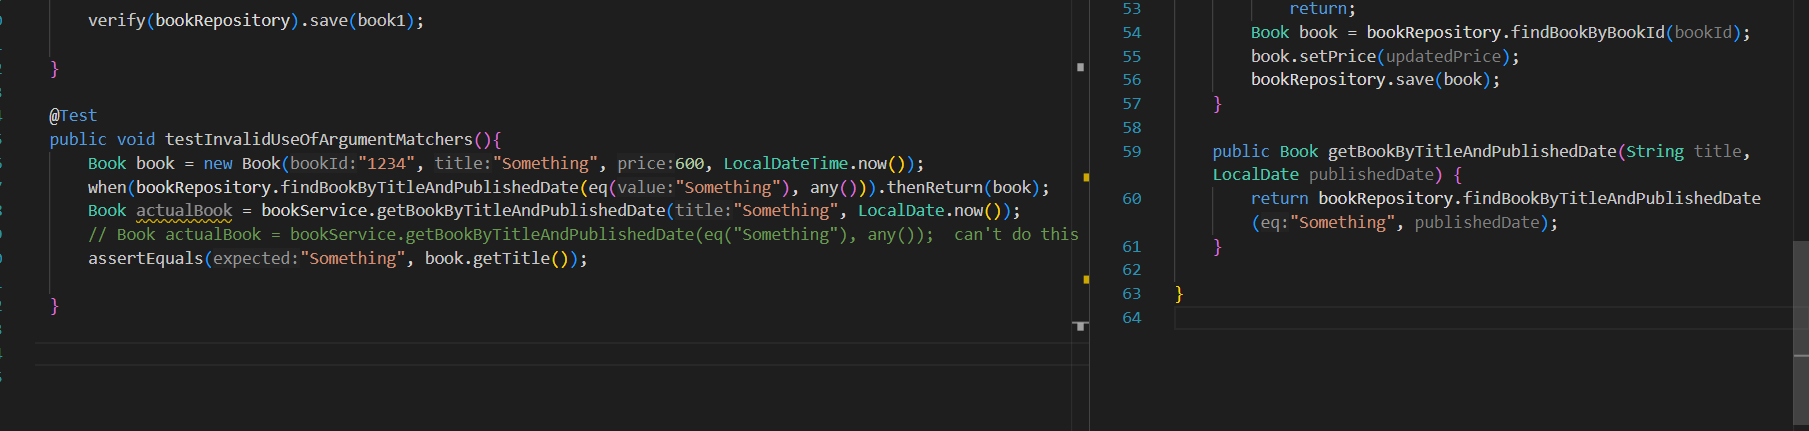 verify(bookRepository).save(book1);
}
@Test
public void testInvalidUseOfArgumentMatchers(){
Book book = new Book(bookId:"1234", title:"Something", price:600, LocalDateTime.now());
when(bookRepository.findBookByTitleAndPublishedDate(eq(value:"Something"), any())).thenReturn(book);
Book actualBook = bookService.getBookByTitleAndPublishedDate(title:"Something", LocalDate.now());
// Book actualBook = bookService.getBookByTitleAndPublishedDate(eq("Something"), any());  can't do this
assertEquals(expected:"Something", book.getTitle());
}
53 return;
54 Book book = bookRepository.findBookByBookId(bookId);
55 book.setPrice(updatedPrice);
56 bookRepository.save(book);
57 }
58
59 public Book getBookByTitleAndPublishedDate(String title,
LocalDate publishedDate) {
60 return bookRepository.findBookByTitleAndPublishedDate
(eq:"Something", publishedDate);
61 }
62
63 }
64